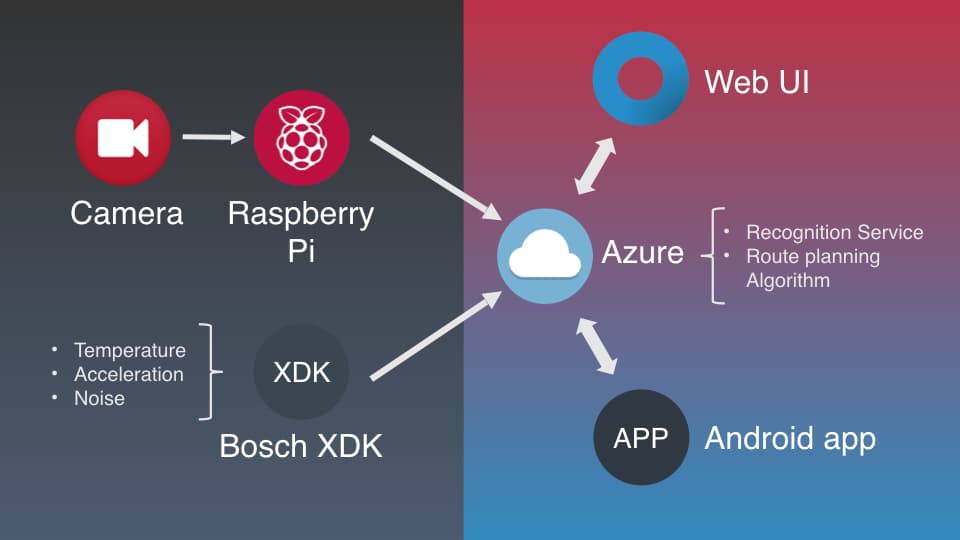 Camera
Raspberry
Pi
• Temperature
• Acceleration
• Noise
XDK
Bosch XDK
Web UI
Azure
• Recognition Service
• Route planning
Algorithm
APP
Android app